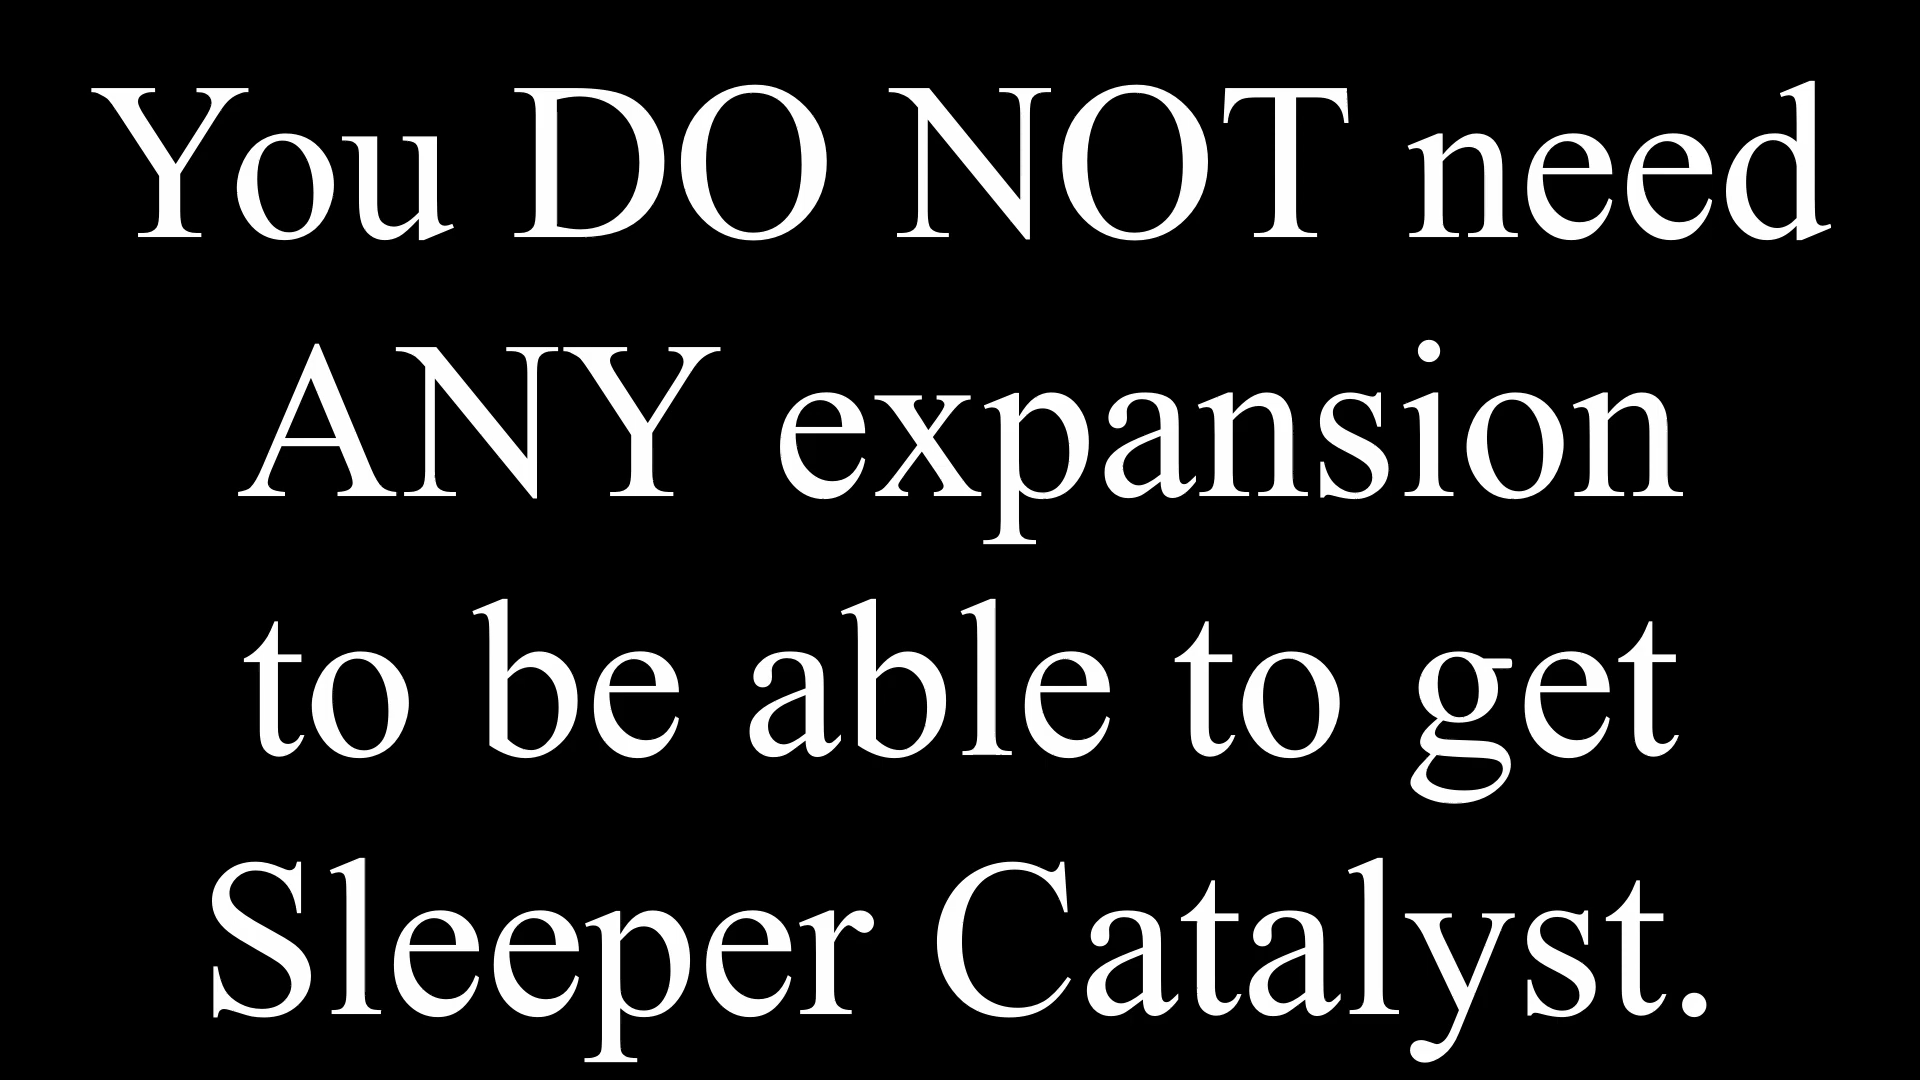 You DO NOT need
ANY expansion
to be able to get
Sleeper Catalyst.